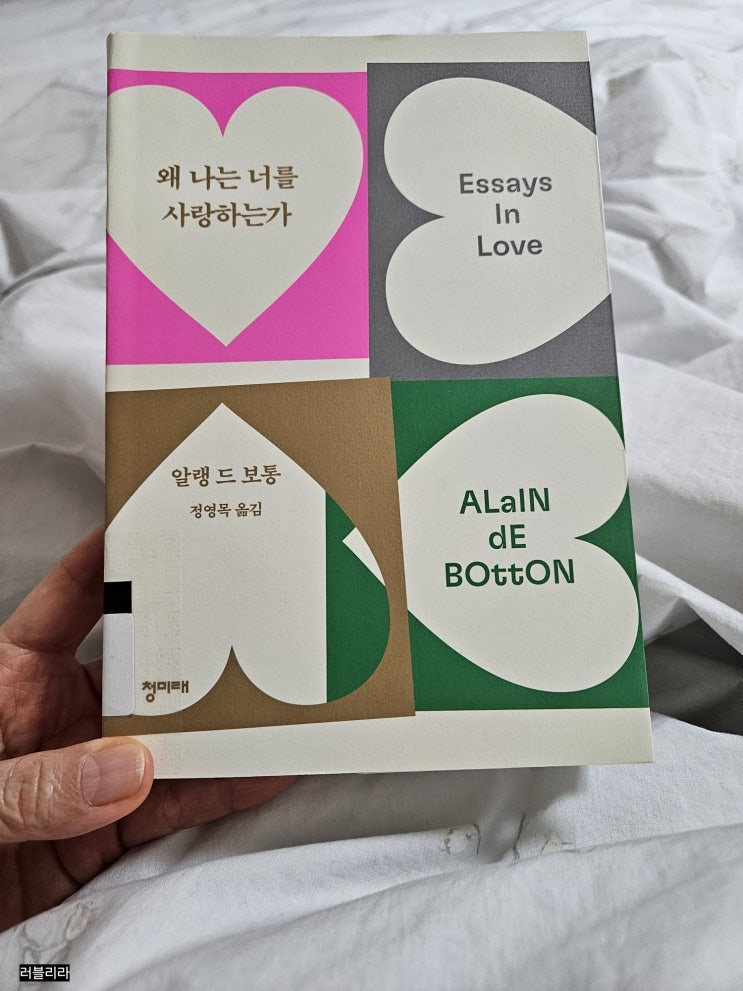 왜 나는 너를
사랑하는가
Essays
In
Love
알랭 드 보통
정영목 옮김
ALaIN
dE
BOttON
청미래
러블리라